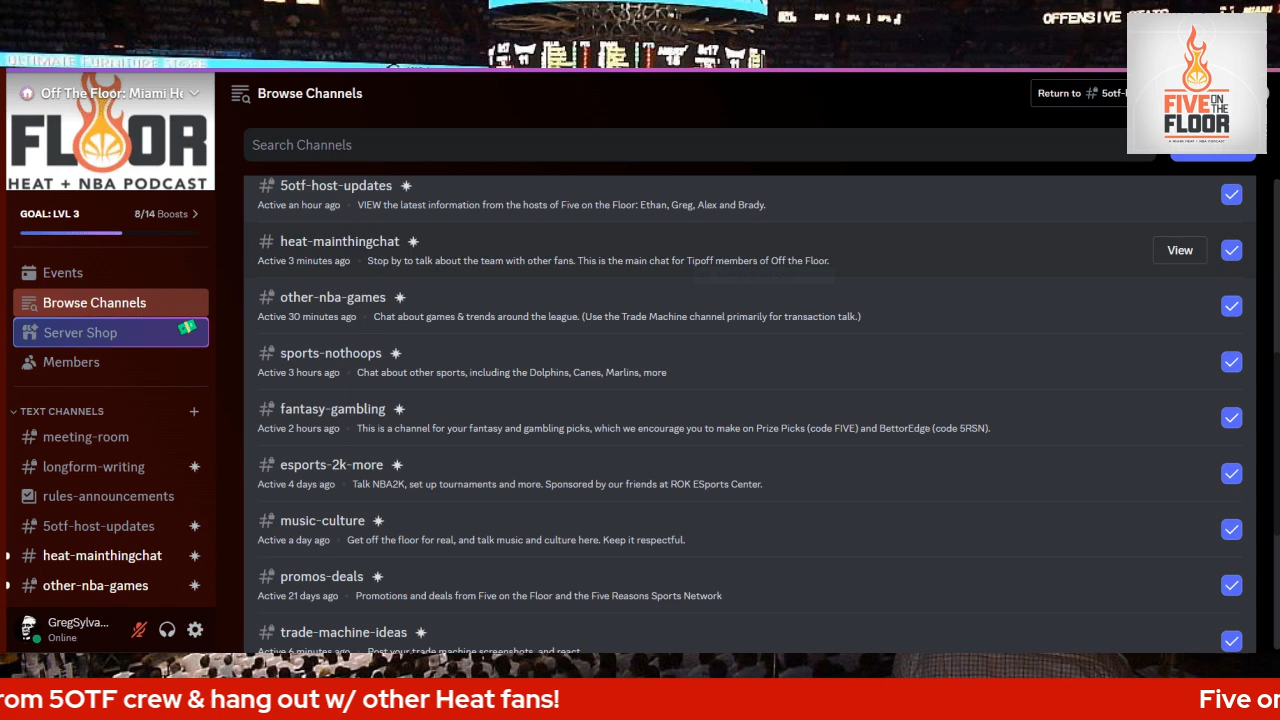 OFFENSIVE STATS
ULTIMATE FURNITURE STORE
Off The Floor: Miami He
FLOOR
HEAT + NBA PODCAST
Browse Channels
Return to 5otf-h
FIVE ON THE FLOOR
A MIAMI HEAT + NBA PODCAST
Search Channels
GOAL: LVL 3 8/14 Boosts
Events
Browse Channels
Server Shop
Members
TEXT CHANNELS
meeting-room
longform-writing
rules-announcements
5otf-host-updates
heat-mainthingchat
other-nba-games
GregSylva...
Online
5otf-host-updates
Active an hour ago VIEW the latest information from the hosts of Five on the Floor: Ethan, Greg, Alex and Brady.
heat-mainthingchat
Active 3 minutes ago Stop by to talk about the team with other fans. This is the main chat for Tipoff members of Off the Floor.
View
other-nba-games
Active 30 minutes ago Chat about games & trends around the league. (Use the Trade Machine channel primarily for transaction talk.)
sports-nothoops
Active 3 hours ago Chat about other sports, including the Dolphins, Canes, Marlins, more
fantasy-gambling
Active 2 hours ago This is a channel for your fantasy and gambling picks, which we encourage you to make on Prize Picks (code FIVE) and BettorEdge (code 5RSN).
esports-2k-more
Active 4 days ago Talk NBA2K, set up tournaments and more. Sponsored by our friends at ROK ESports Center.
music-culture
Active a day ago Get off the floor for real, and talk music and culture here. Keep it respectful.
promos-deals
Active 21 days ago Promotions and deals from Five on the Floor and the Five Reasons Sports Network
trade-machine-ideas
Active 6 minutes ago Post your trade machine screenshots, and react
rom 5OTF crew & hang out w/ other Heat fans! Five on